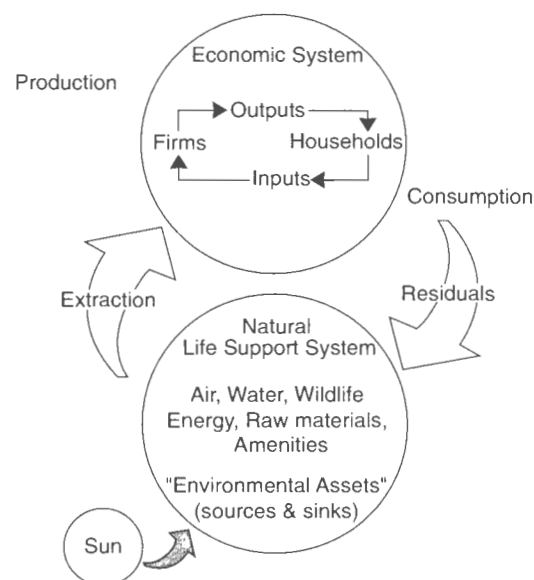 Economic System
Production
Outputs
Firms
Households
Inputs
Consumption
Extraction
Residuals
Natural
Life Support System
Air, Water, Wildlife
Energy, Raw materials,
Amenities
"Environmental Assets"
(sources & sinks)
Sun